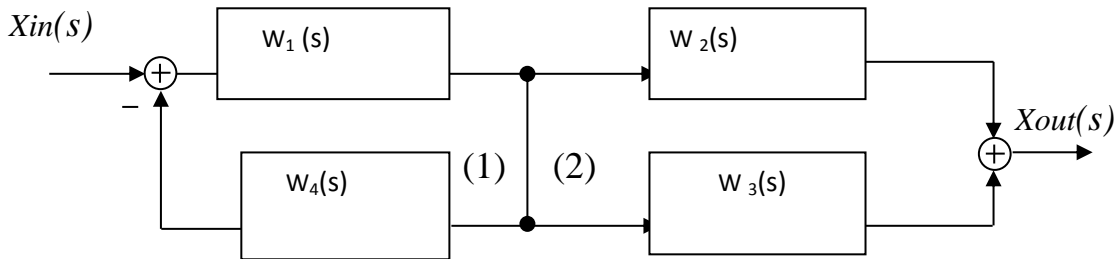 Xin(s)
W₁ (s)
W ₂(s)
Xout(s)
W₄(s)
(1)
(2)
W ₃(s)